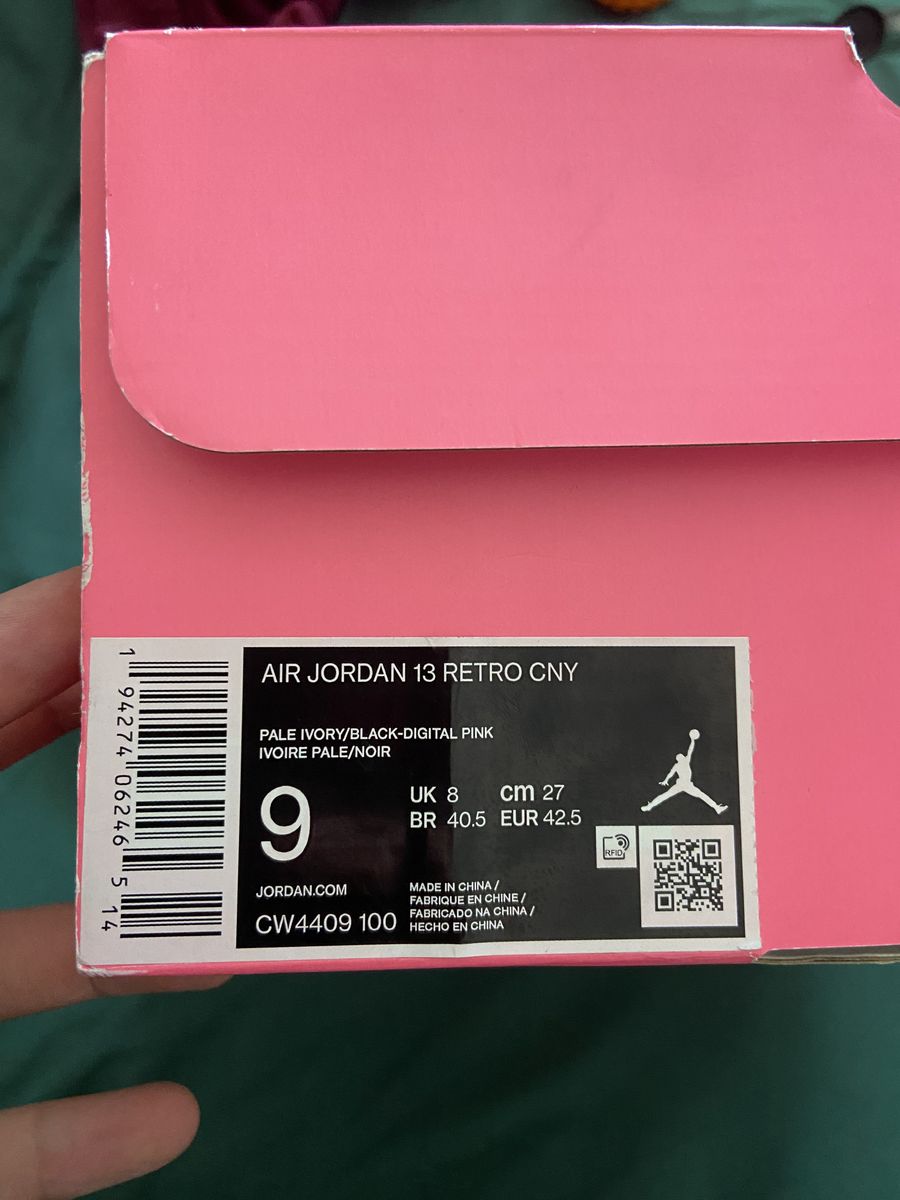 AIR JORDAN 13 RETRO CNY
PALE IVORY/BLACK-DIGITAL PINK
IVOIRE PALE/NOIR
9
UK 8 cm 27
BR 40.5 EUR 42.5
RFID
JORDAN.COM
CW4409 100
MADE IN CHINA /
FABRIQUE EN CHINE /
FABRICADO NA CHINA /
HECHO EN CHINA
1 94274 06246 5 14